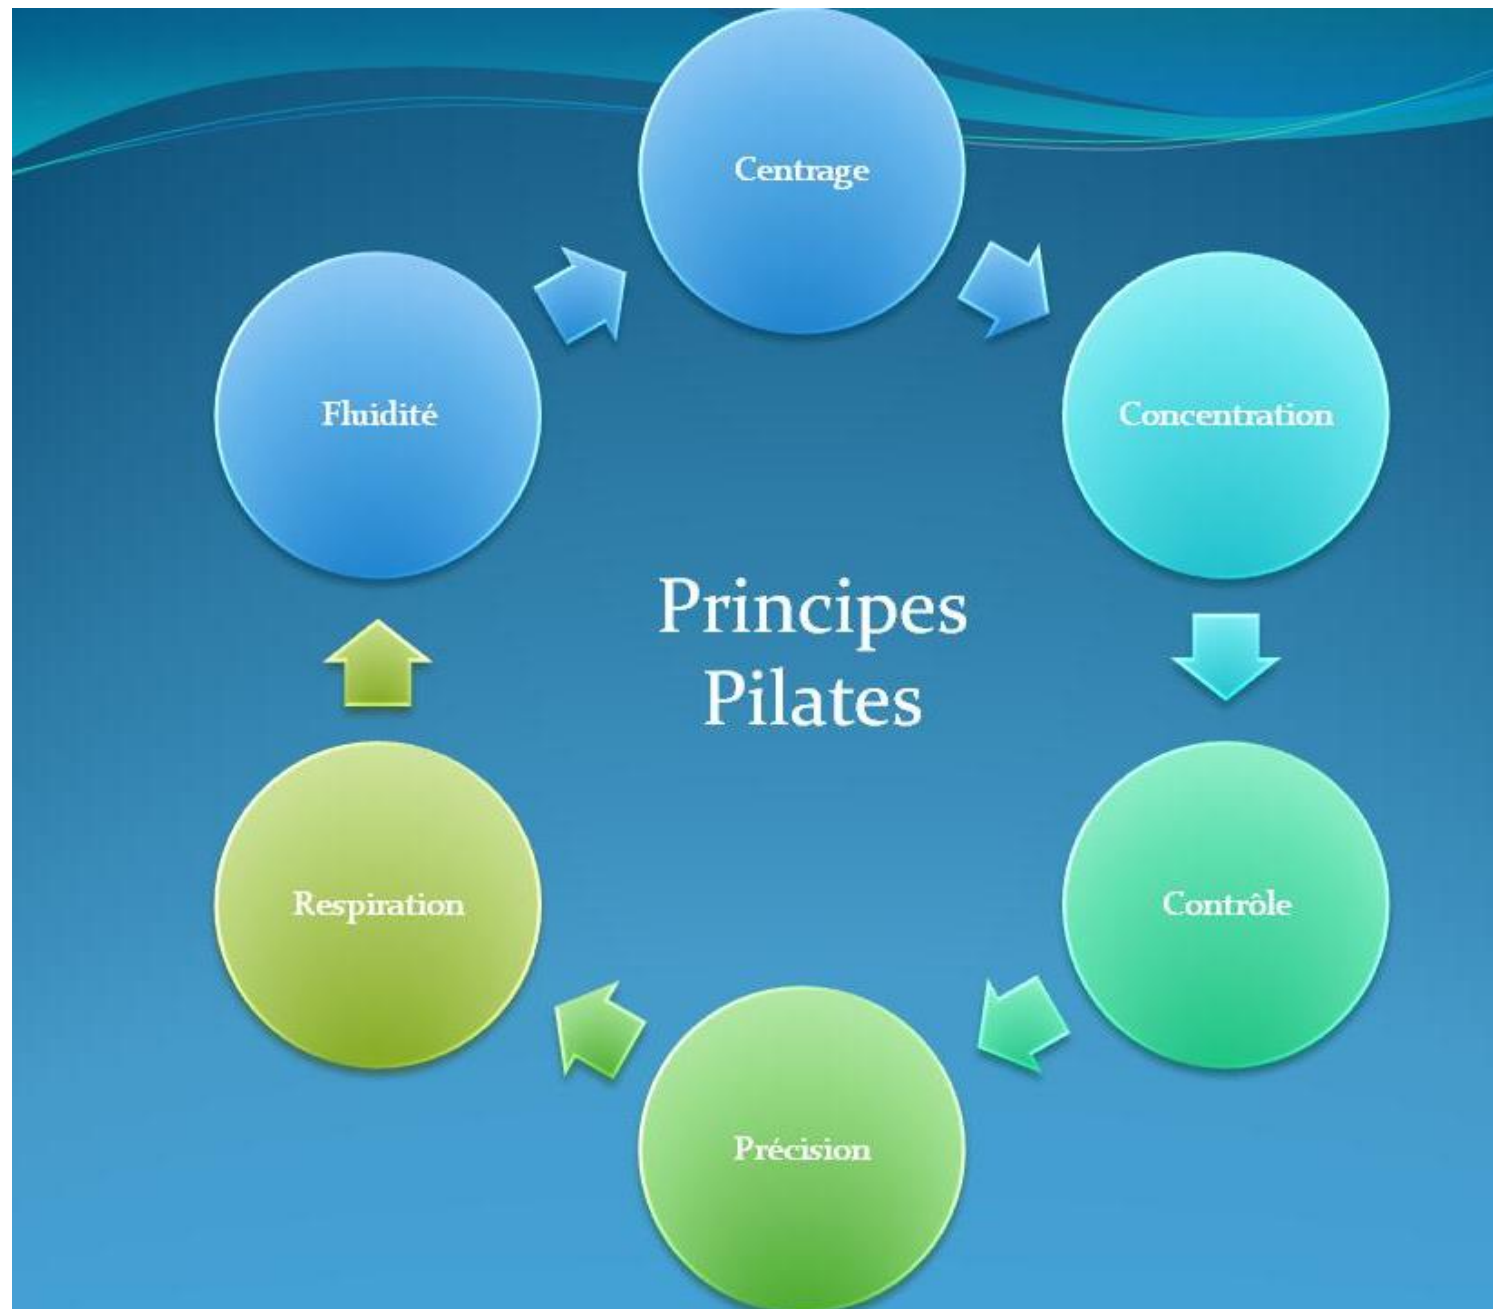 Centrage
Concentration
Contrôle
Précision
Respiration
Fluidité
Principes
Pilates